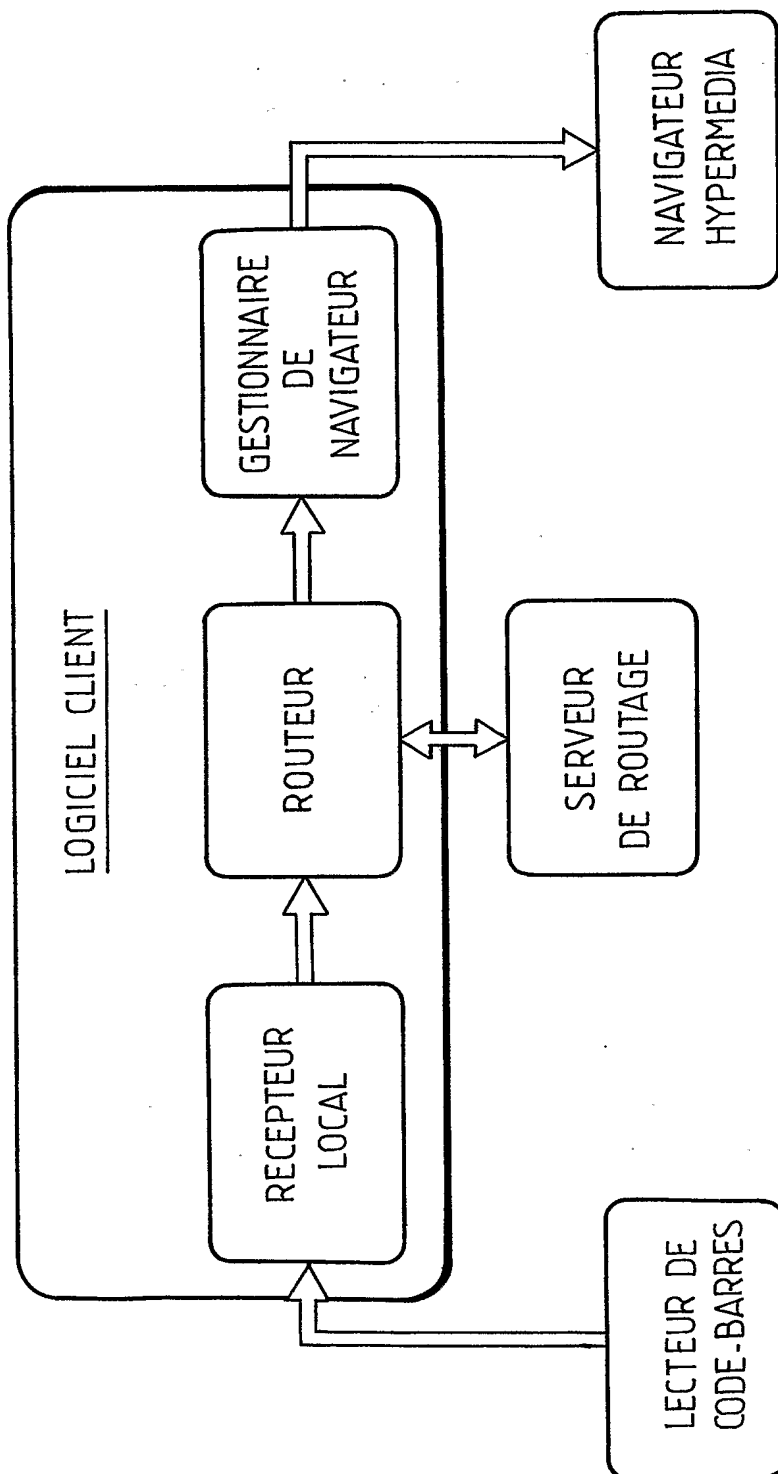 LOGICIEL CLIENT
RECEPTEUR
LOCAL
ROUTEUR
GESTIONNAIRE
DE
NAVIGATEUR
LECTEUR DE
CODE-BARRES
SERVEUR
DE ROUTAGE
NAVIGATEUR
HYPERMEDIA